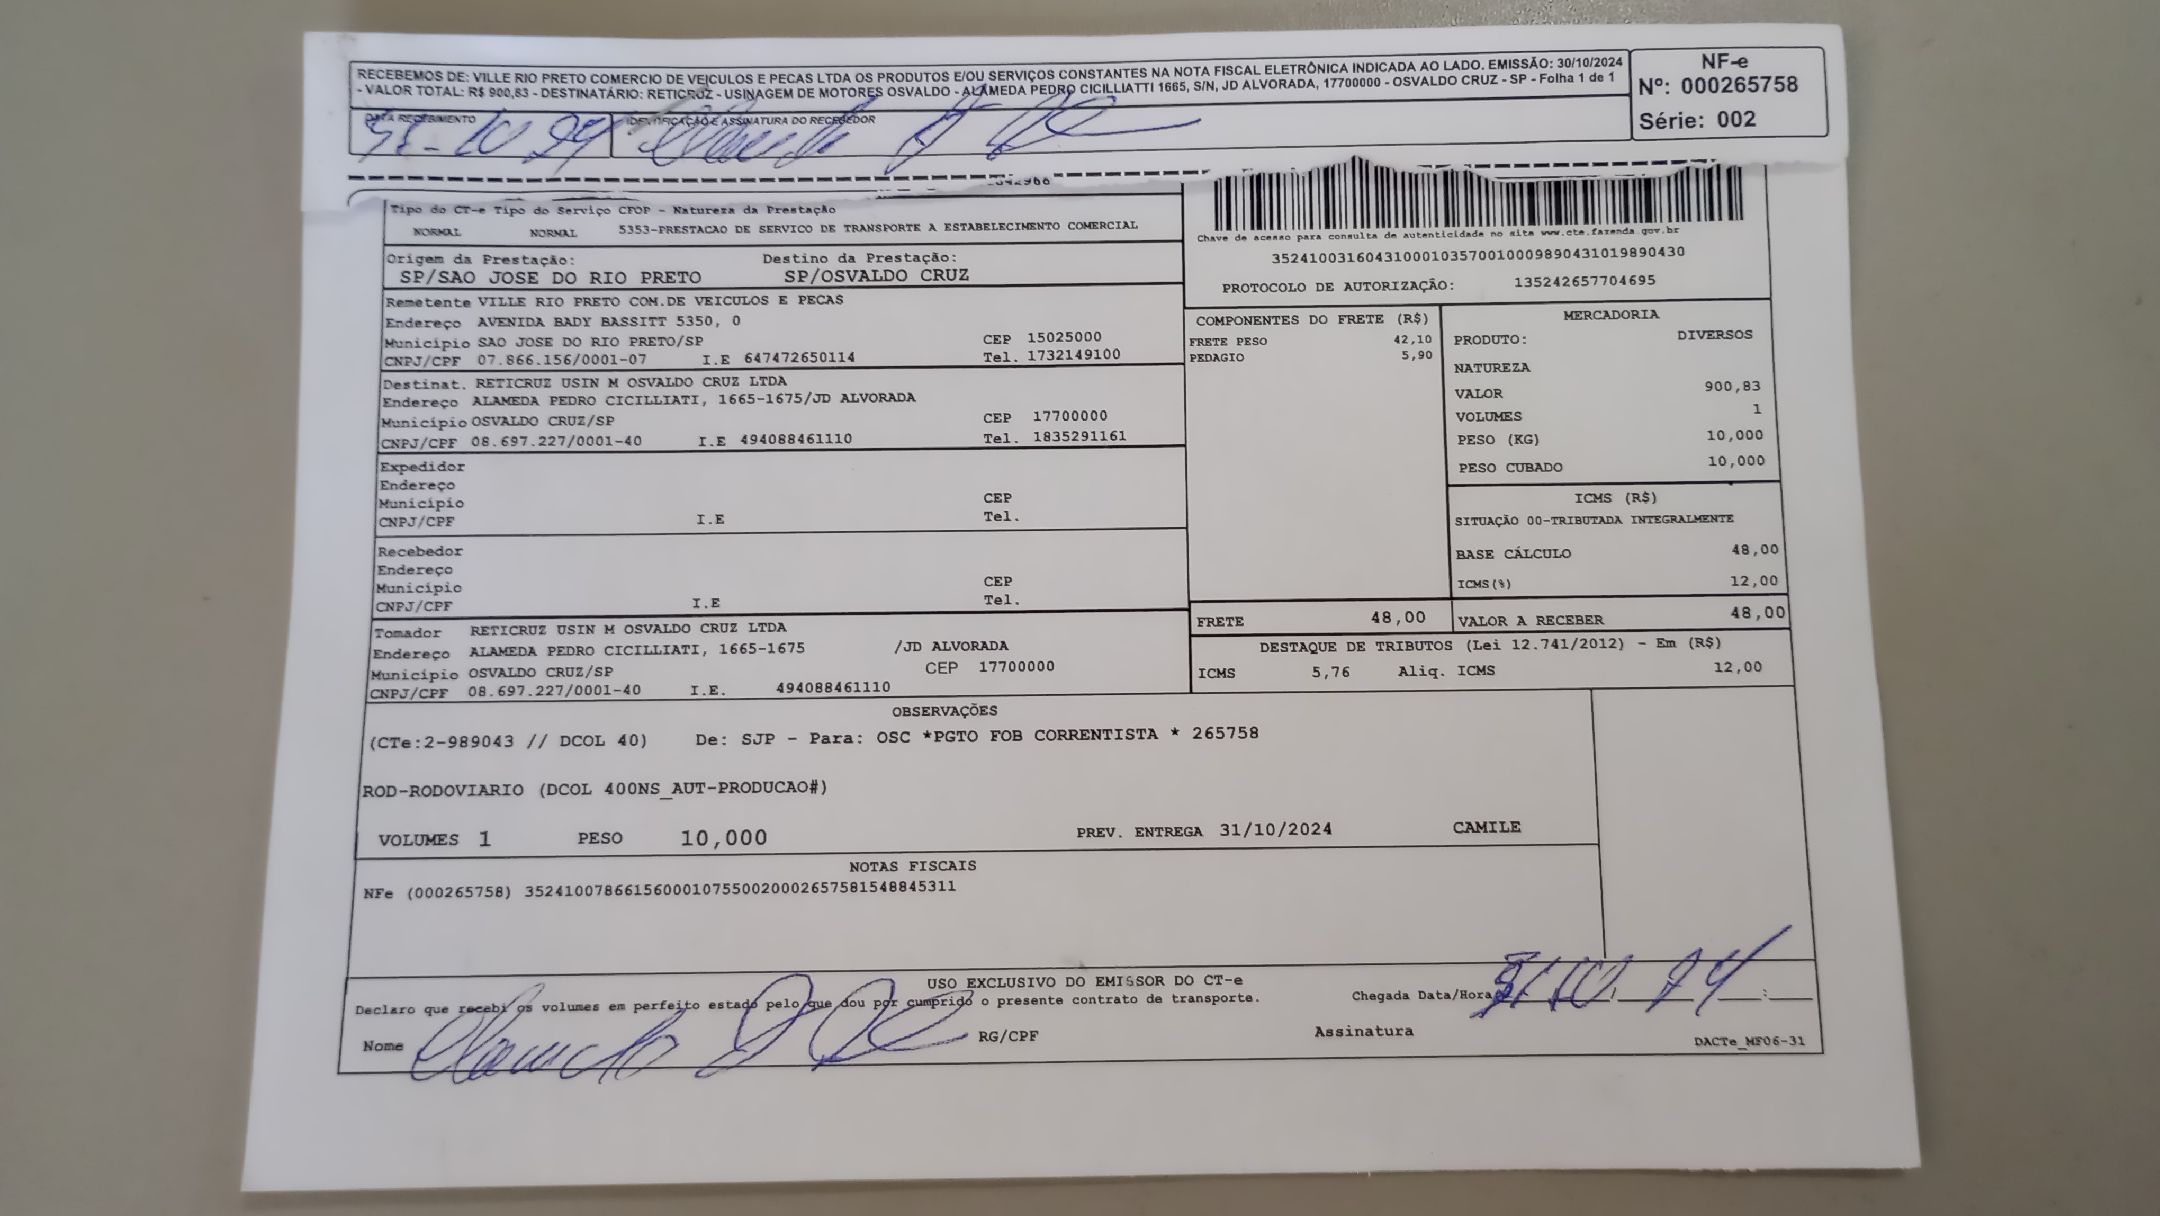 RECEBEMOS DE: VILLE RIO PRETO COMERCIO DE VEICULOS E PECAS LTDA OS PRODUTOS E/OU SERVIÇOS CONSTANTES NA NOTA FISCAL ELETRÔNICA INDICADA AO LADO. EMISSÃO: 30/10/2024
- VALOR TOTAL: R$ 900,83 - DESTINATÁRIO: RETICRUZ - USINAGEM DE MOTORES OSVALDO - ALAMEDA PEDRO CICILLIATTI 1665, S/N, JD ALVORADA, 17700000 - OSVALDO CRUZ - SP - Folha 1 de 1
NF-e
Nº: 000265758
Série: 002
DATA RECEBIMENTO IDENTIFICAÇÃO E ASSINATURA DO RECEBEDOR
Tipo do CT-e Tipo do Serviço CFOP - Natureza da Prestação
NORMAL NORMAL 5353-PRESTACAO DE SERVICO DE TRANSPORTE A ESTABELECIMENTO COMERCIAL
Chave de acesso para consulta de autenticidade no site www.cte.fazenda.gov.br
35241003160431000103570010009890431019890430
PROTOCOLO DE AUTORIZAÇÃO: 135242657704695
Origem da Prestação: Destino da Prestação:
SP/SAO JOSE DO RIO PRETO SP/OSVALDO CRUZ
Remetente VILLE RIO PRETO COM.DE VEICULOS E PECAS
Endereço AVENIDA BADY BASSITT 5350, 0
Município SAO JOSE DO RIO PRETO/SP CEP 15025000
CNPJ/CPF 07.866.156/0001-07 I.E 647472650114 Tel. 1732149100
Destinat. RETICRUZ USIN M OSVALDO CRUZ LTDA
Endereço ALAMEDA PEDRO CICILLIATI, 1665-1675/JD ALVORADA
Município OSVALDO CRUZ/SP CEP 17700000
CNPJ/CPF 08.697.227/0001-40 I.E 494088461110 Tel. 1835291161
Expedidor
Endereço
Município CEP
CNPJ/CPF I.E Tel.
Recebedor
Endereço
Município CEP
CNPJ/CPF I.E Tel.
Tomador RETICRUZ USIN M OSVALDO CRUZ LTDA
Endereço ALAMEDA PEDRO CICILLIATI, 1665-1675 /JD ALVORADA
Município OSVALDO CRUZ/SP CEP 17700000
CNPJ/CPF 08.697.227/0001-40 I.E. 494088461110
COMPONENTES DO FRETE (R$)
FRETE PESO 42,10
PEDAGIO 5,90
MERCADORIA
PRODUTO: DIVERSOS
NATUREZA
VALOR 900,83
VOLUMES 1
PESO (KG) 10,000
PESO CUBADO 10,000
ICMS (R$)
SITUAÇÃO 00-TRIBUTADA INTEGRALMENTE
BASE CÁLCULO 48,00
ICMS(%) 12,00
FRETE 48,00 VALOR A RECEBER 48,00
DESTAQUE DE TRIBUTOS (Lei 12.741/2012) - Em (R$)
ICMS 5,76 Aliq. ICMS 12,00
OBSERVAÇÕES
(CTe:2-989043 // DCOL 40) De: SJP - Para: OSC *PGTO FOB CORRENTISTA * 265758
ROD-RODOVIARIO (DCOL 400NS_AUT-PRODUCAO#)
VOLUMES 1 PESO 10,000 PREV. ENTREGA 31/10/2024 CAMILE
NOTAS FISCAIS
NFe (000265758) 35241007866156000107550020002657581548845311
USO EXCLUSIVO DO EMISSOR DO CT-e
Declaro que recebi os volumes em perfeito estado pelo que dou por cumprido o presente contrato de transporte.
Chegada Data/Hora 31/10/24
Nome RG/CPF Assinatura
DACTe_MF06-31